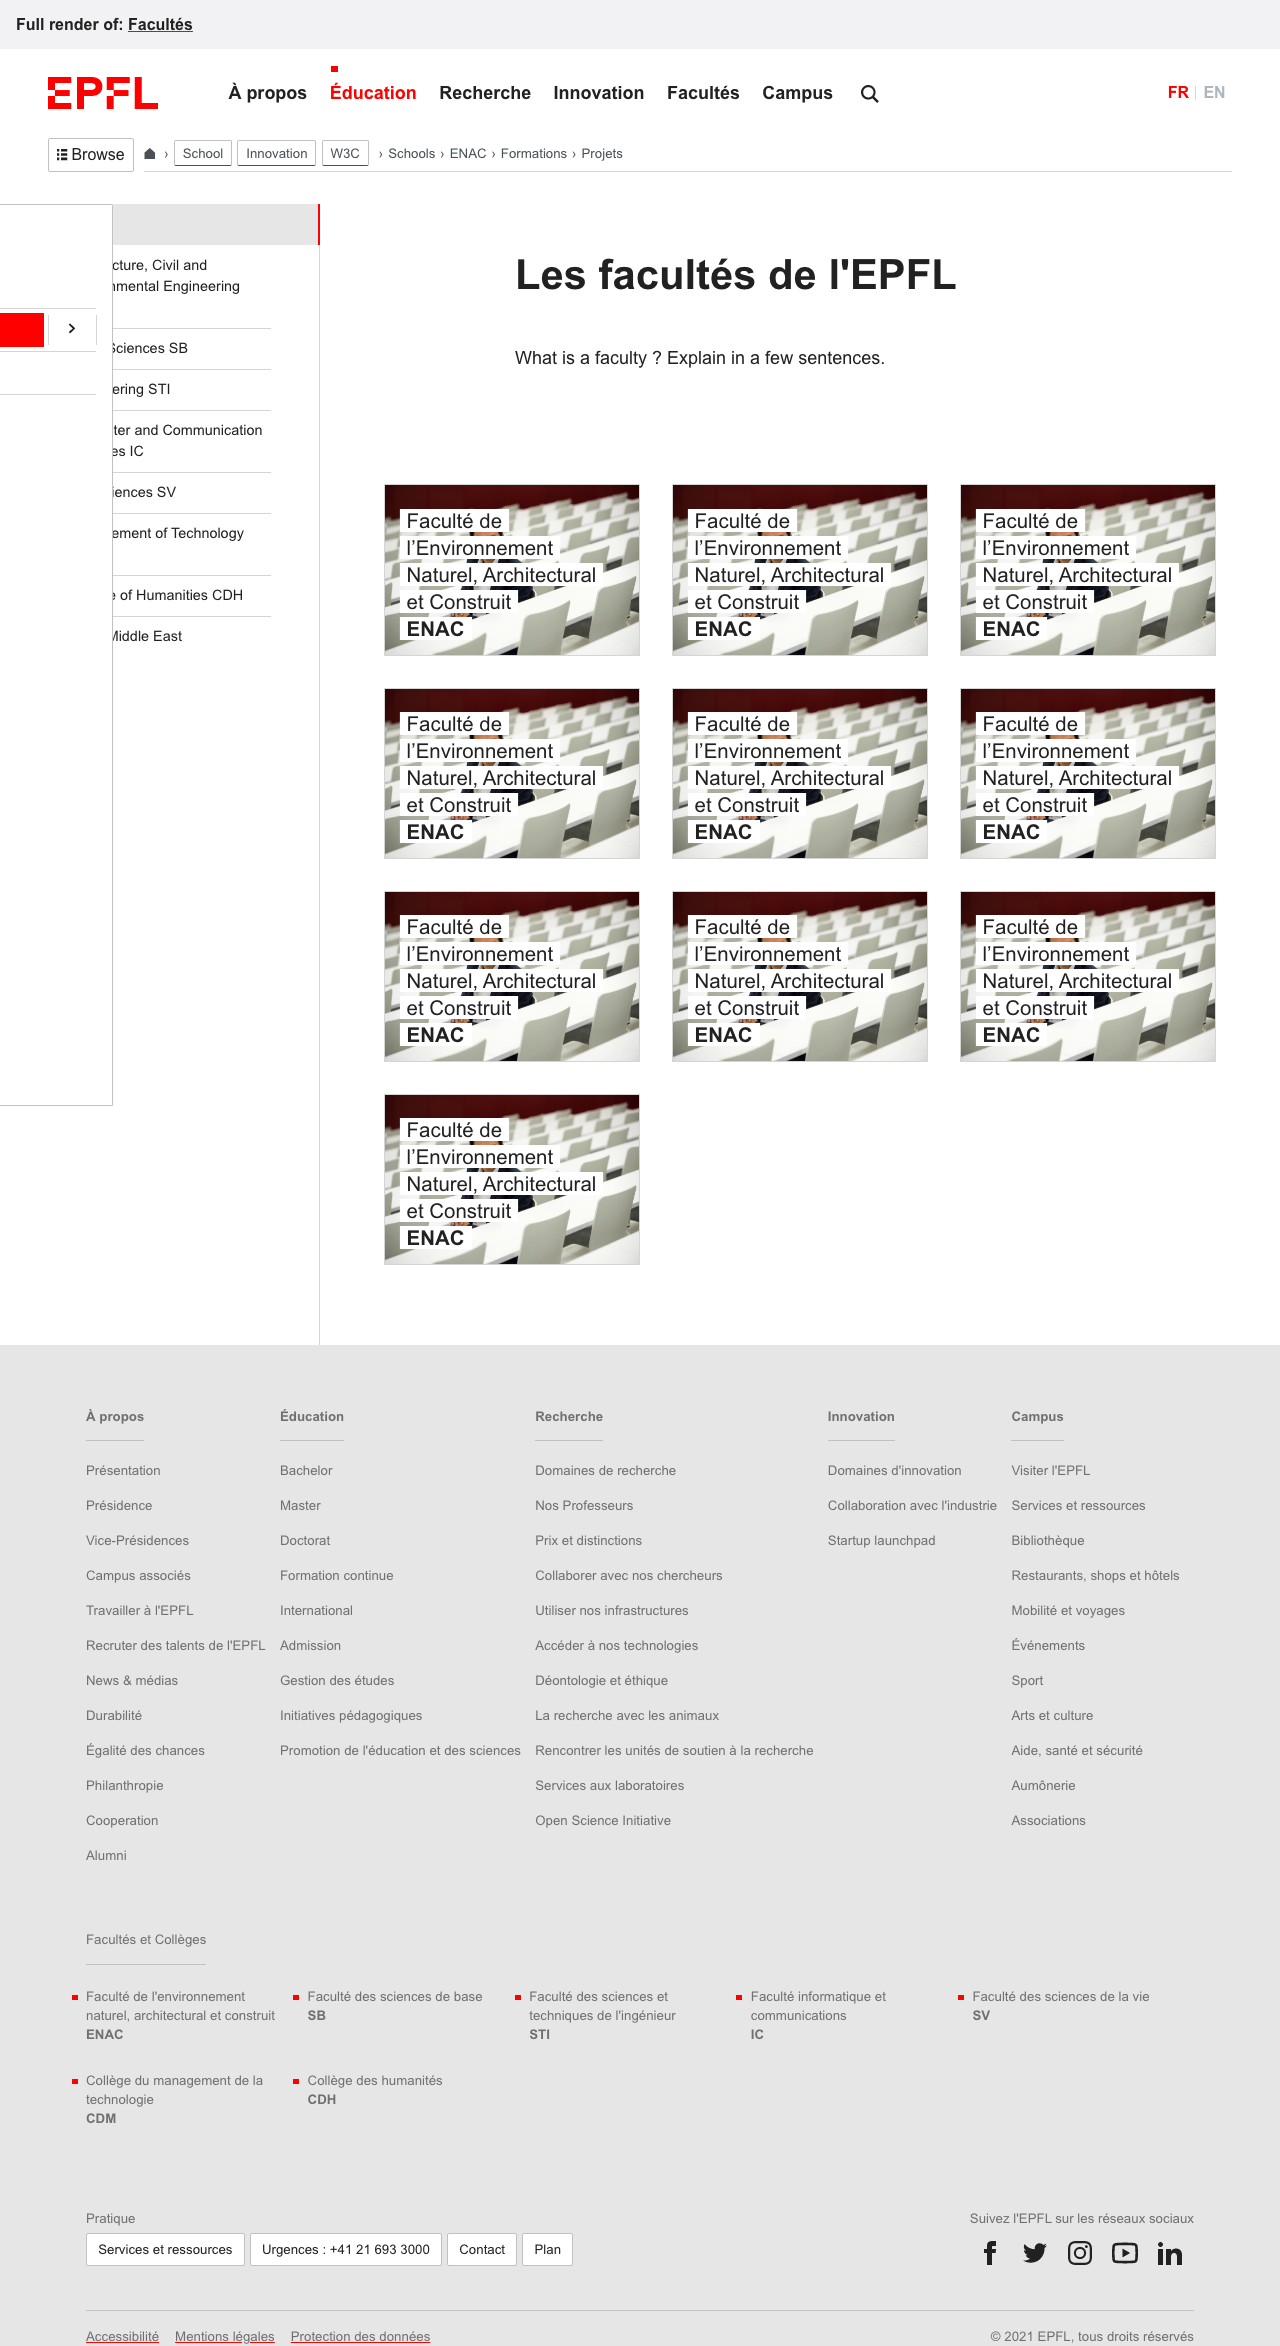 Full render of: Facultés
EPFL
À propos Éducation Recherche Innovation Facultés Campus
FR EN
Browse
› School Innovation W3C › Schools › ENAC › Formations › Projets
and
Engineering
SB
STI
and Communication
IC
SV
of Technology
of Humanities CDH
Middle East
Les facultés de l'EPFL
What is a faculty ? Explain in a few sentences.
Faculté de
l’Environnement
Naturel, Architectural
et Construit
ENAC
Faculté de
l’Environnement
Naturel, Architectural
et Construit
ENAC
Faculté de
l’Environnement
Naturel, Architectural
et Construit
ENAC
Faculté de
l’Environnement
Naturel, Architectural
et Construit
ENAC
Faculté de
l’Environnement
Naturel, Architectural
et Construit
ENAC
Faculté de
l’Environnement
Naturel, Architectural
et Construit
ENAC
Faculté de
l’Environnement
Naturel, Architectural
et Construit
ENAC
Faculté de
l’Environnement
Naturel, Architectural
et Construit
ENAC
Faculté de
l’Environnement
Naturel, Architectural
et Construit
ENAC
Faculté de
l’Environnement
Naturel, Architectural
et Construit
ENAC
À propos
Présentation
Présidence
Vice-Présidences
Campus associés
Travailler à l'EPFL
Recruter des talents de l'EPFL
News & médias
Durabilité
Égalité des chances
Philanthropie
Cooperation
Alumni
Éducation
Bachelor
Master
Doctorat
Formation continue
International
Admission
Gestion des études
Initiatives pédagogiques
Promotion de l'éducation et des sciences
Recherche
Domaines de recherche
Nos Professeurs
Prix et distinctions
Collaborer avec nos chercheurs
Utiliser nos infrastructures
Accéder à nos technologies
Déontologie et éthique
La recherche avec les animaux
Rencontrer les unités de soutien à la recherche
Services aux laboratoires
Open Science Initiative
Innovation
Domaines d'innovation
Collaboration avec l'industrie
Startup launchpad
Campus
Visiter l'EPFL
Services et ressources
Bibliothèque
Restaurants, shops et hôtels
Mobilité et voyages
Événements
Sport
Arts et culture
Aide, santé et sécurité
Aumônerie
Associations
Facultés et Collèges
Faculté de l'environnement
naturel, architectural et construit
ENAC
Faculté des sciences de base
SB
Faculté des sciences et
techniques de l'ingénieur
STI
Faculté informatique et
communications
IC
Faculté des sciences de la vie
SV
Collège du management de la
technologie
CDM
Collège des humanités
CDH
Pratique
Services et ressources Urgences : +41 21 693 3000 Contact Plan
Suivez l'EPFL sur les réseaux sociaux
Accessibilité Mentions légales Protection des données
© 2021 EPFL, tous droits réservés